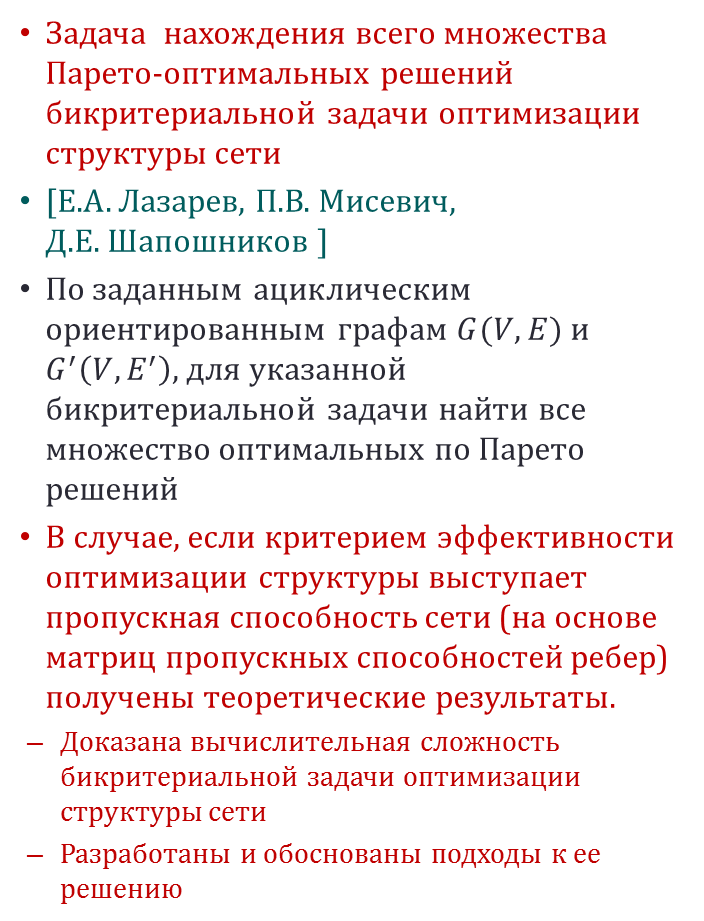 • Задача нахождения всего множества
Парето-оптимальных решений
бикритериальной задачи оптимизации
структуры сети
• [Е.А. Лазарев, П.В. Мисевич,
Д.Е. Шапошников ]
• По заданным ациклическим
ориентированным графам G(V, E) и
G′(V, E′), для указанной
бикритериальной задачи найти все
множество оптимальных по Парето
решений
• В случае, если критерием эффективности
оптимизации структуры выступает
пропускная способность сети (на основе
матриц пропускных способностей ребер)
получены теоретические результаты.
– Доказана вычислительная сложность
бикритериальной задачи оптимизации
структуры сети
– Разработаны и обоснованы подходы к ее
решению